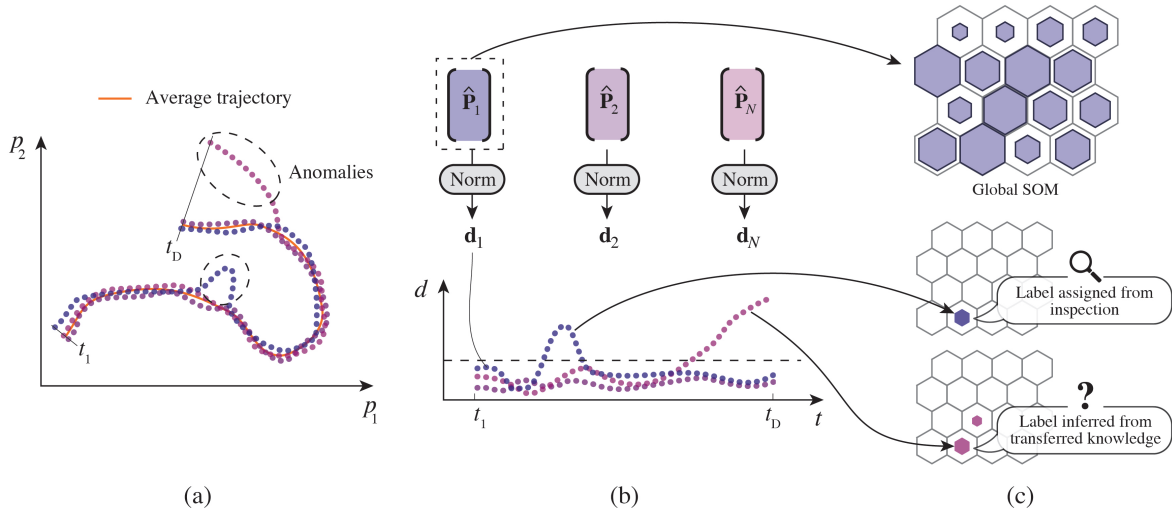 Average trajectory
p2
Anomalies
tD
t1
p1
(a)
P̂1
P̂2
P̂N
Norm
Norm
Norm
d1
d2
dN
d
t1
tD
t
(b)
Global SOM
Label assigned from
inspection
?
Label inferred from
transferred knowledge
(c)